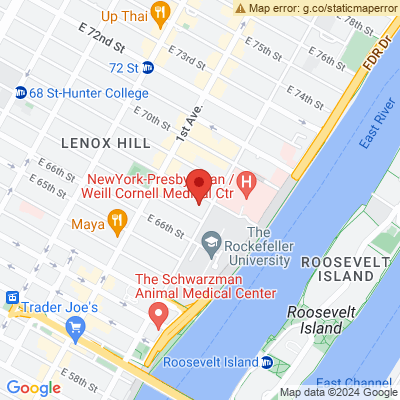 Map error: g.co/staticmaperror
Up Thai
E 75th St
E 76th St
FDR Dr
E 72nd St
E 73rd St
72 St
E 74th St
68 St-Hunter College
1st Ave.
E 70th St
East River
LENOX HILL
E 66th St
E 65th St
NewYork-Presbyterian /
Weill Cornell Medical Ctr
Maya
E 66th St
The
Rockefeller
University
ROOSEVELT
ISLAND
The Schwarzman
Animal Medical Center
Trader Joe's
Roosevelt
Island
Roosevelt Island
E 58th St
East Channel
Google
Map data ©2024 Google